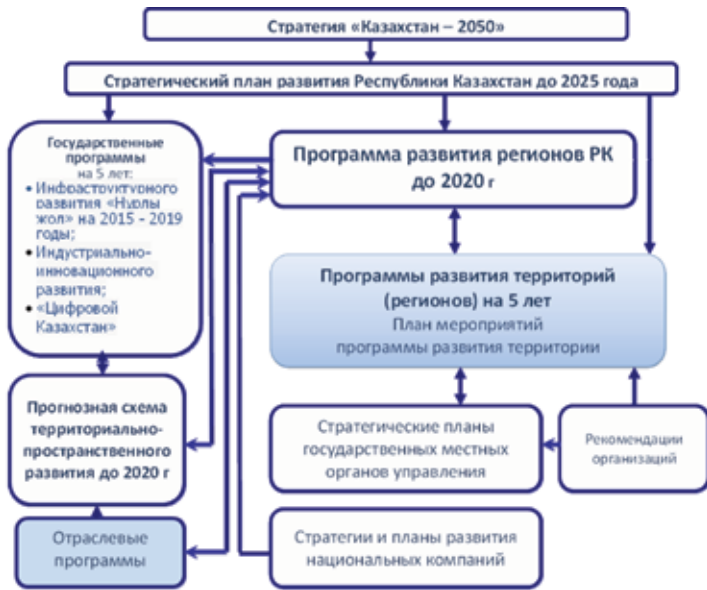 Стратегия «Казахстан – 2050»
Стратегический план развития Республики Казахстан до 2025 года
Государственные
программы
на 5 лет:
• Инфраструктурного
развития «Нурлы
жол» на 2015 - 2019
годы;
• Индустриально-
инновационного
развития;
• «Цифровой
Казахстан»
Программа развития регионов РК
до 2020 г
Программы развития территорий
(регионов) на 5 лет
План мероприятий
программы развития территории
Прогнозная схема
территориально-
пространственного
развития до 2020 г
Стратегические планы
государственных местных
органов управления
Рекомендации
организаций
Отраслевые
программы
Стратегии и планы развития
национальных компаний